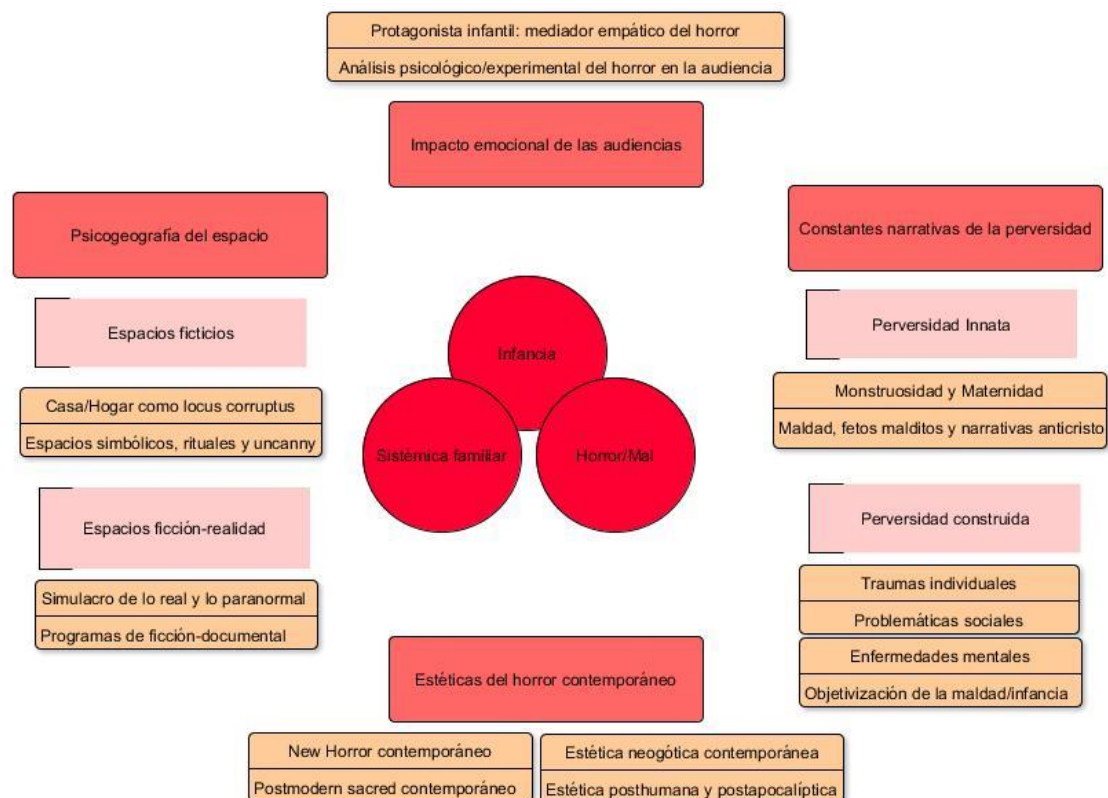 Protagonista infantil: mediador empático del horror
Análisis psicológico/experimental del horror en la audiencia
Impacto emocional de las audiencias
Psicogeografía del espacio
Espacios ficticios
Casa/Hogar como locus corruptus
Espacios simbólicos, rituales y uncanny
Espacios ficción-realidad
Simulacro de lo real y lo paranormal
Programas de ficción-documental
Infancia
Sistémica familiar
Horror/Mal
Constantes narrativas de la perversidad
Perversidad Innata
Monstruosidad y Maternidad
Maldad, fetos malditos y narrativas anticristo
Perversidad construida
Traumas individuales
Problemáticas sociales
Enfermedades mentales
Objetivización de la maldad/infancia
Estéticas del horror contemporáneo
New Horror contemporáneo
Postmodern sacred contemporáneo
Estética neogótica contemporánea
Estética posthumana y postapocalíptica